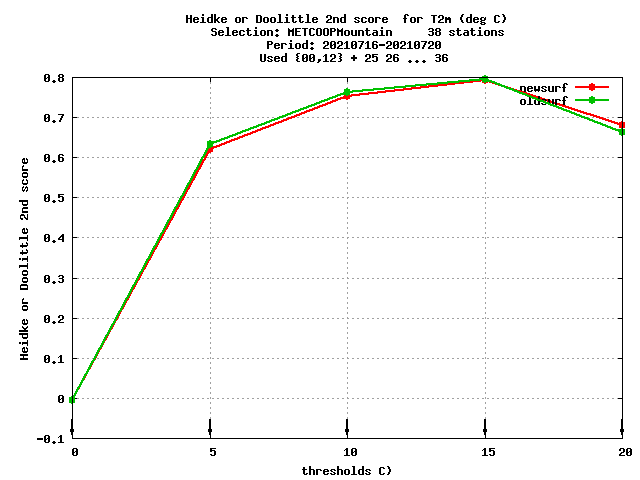 Heidke or Doolittle 2nd score  for T2m (deg C)
Selection: METCOOPMountain     38 stations
Period: 20210716-20210720
Used {00,12} + 25 26 ... 36
newsurf
oldsurf
Heidke or Doolittle 2nd score
0.8
0.7
0.6
0.5
0.4
0.3
0.2
0.1
0
-0.1
0 5 10 15 20
thresholds C)